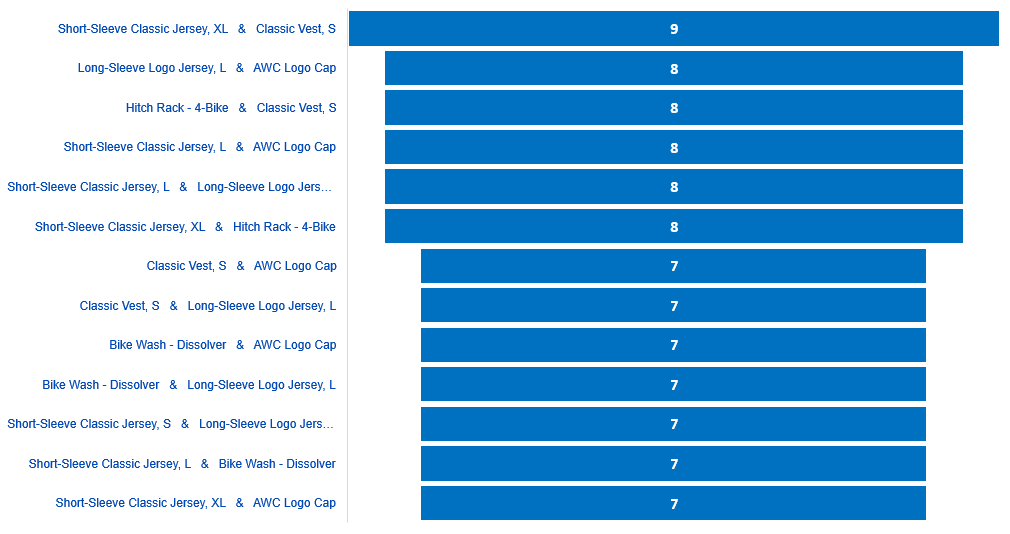 Short-Sleeve Classic Jersey, XL & Classic Vest, S 9
Long-Sleeve Logo Jersey, L & AWC Logo Cap 8
Hitch Rack - 4-Bike & Classic Vest, S 8
Short-Sleeve Classic Jersey, L & AWC Logo Cap 8
Short-Sleeve Classic Jersey, L & Long-Sleeve Logo Jers... 8
Short-Sleeve Classic Jersey, XL & Hitch Rack - 4-Bike 8
Classic Vest, S & AWC Logo Cap 7
Classic Vest, S & Long-Sleeve Logo Jersey, L 7
Bike Wash - Dissolver & AWC Logo Cap 7
Bike Wash - Dissolver & Long-Sleeve Logo Jersey, L 7
Short-Sleeve Classic Jersey, S & Long-Sleeve Logo Jers... 7
Short-Sleeve Classic Jersey, L & Bike Wash - Dissolver 7
Short-Sleeve Classic Jersey, XL & AWC Logo Cap 7